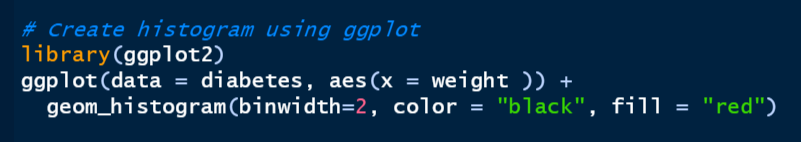 # Create histogram using ggplot
library(ggplot2)
ggplot(data = diabetes, aes(x = weight )) +
  geom_histogram(binwidth=2, color = "black", fill = "red")